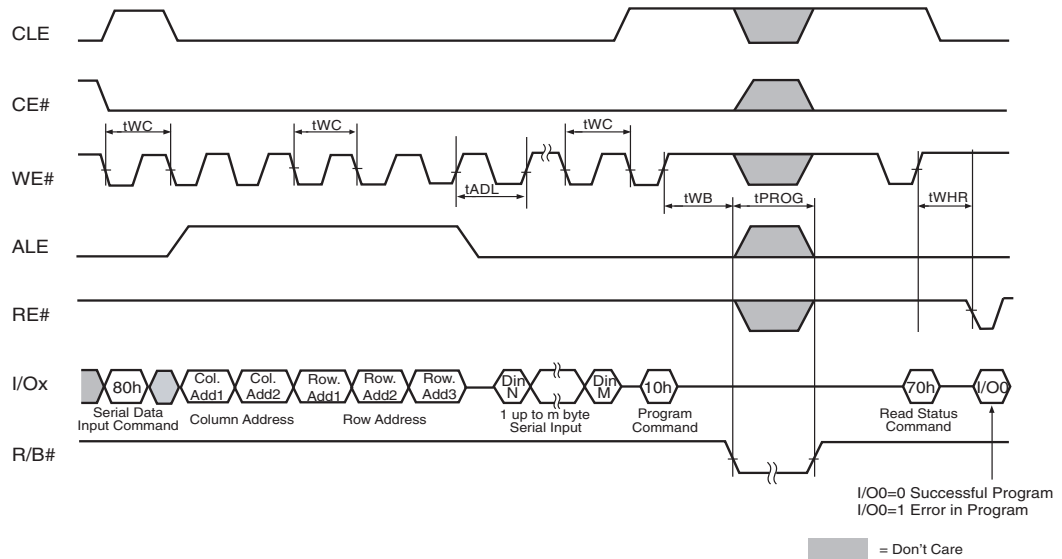 CLE
CE#
tWC
tWC
tWC
WE#
tADL
tWB
tPROG
tWHR
ALE
RE#
I/Ox
80h
Col.
Add1
Col.
Add2
Row.
Add1
Row.
Add2
Row.
Add3
Din
N
Din
M
10h
70h
I/O0
Serial Data
Input Command
Column Address
Row Address
1 up to m byte
Serial Input
Program
Command
Read Status
Command
R/B#
I/O0=0 Successful Program
I/O0=1 Error in Program
= Don't Care